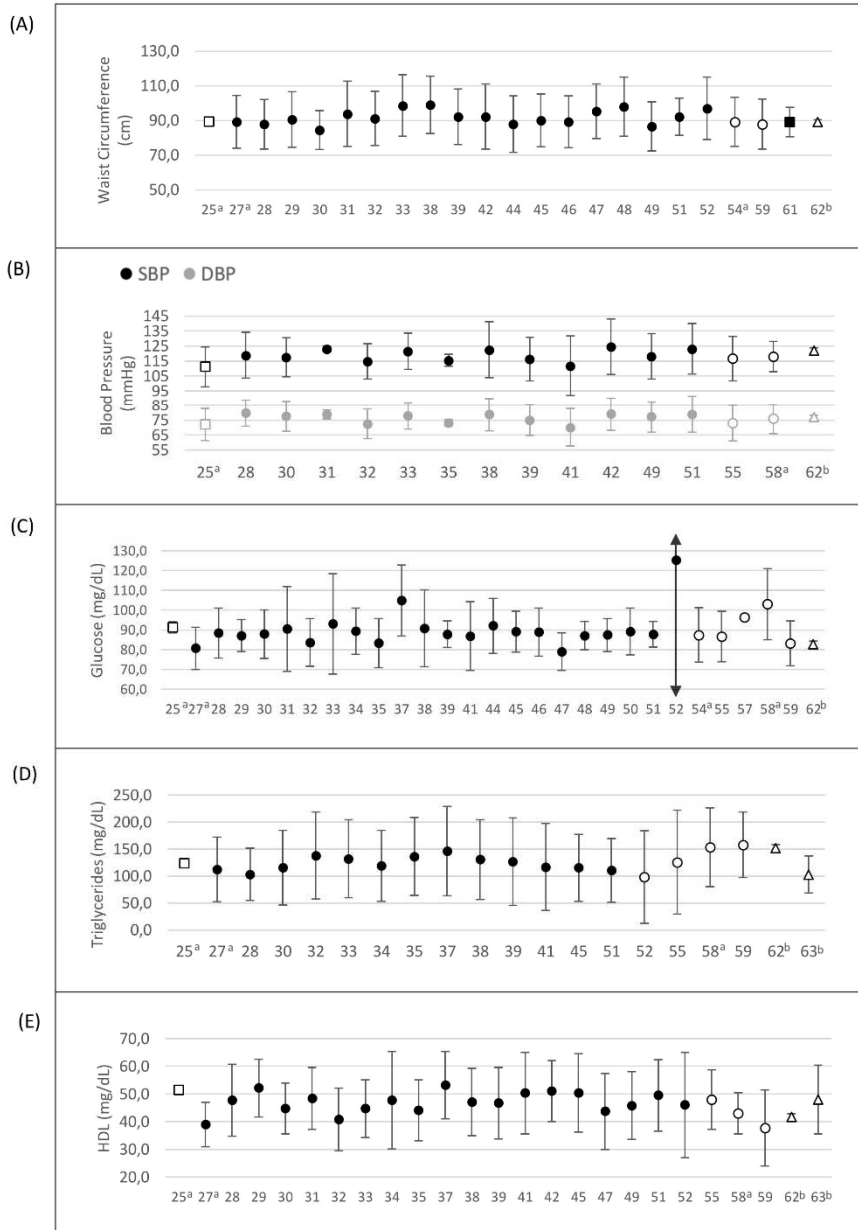 (A)
Waist Circumference
(cm)
130,0
110,0
90,0
70,0
50,0
25ᵃ 27ᵃ 28 29 30 31 32 33 38 39 42 44 45 46 47 48 49 51 52 54ᵃ 59 61 62ᵇ
(B)
SBP DBP
Blood Pressure
(mmHg)
145
135
125
115
105
95
85
75
65
55
25ᵃ 28 30 31 32 33 35 38 39 41 42 49 51 55 58ᵃ 62ᵇ
(C)
Glucose (mg/dL)
130,0
120,0
110,0
100,0
90,0
80,0
70,0
60,0
25ᵃ 27ᵃ 28 29 30 31 32 33 34 35 37 38 39 41 44 45 46 47 48 49 50 51 52 54ᵃ 55 57 58ᵃ 59 62ᵇ
(D)
Triglycerides (mg/dL)
250,0
200,0
150,0
100,0
50,0
0,0
25ᵃ 27ᵃ 28 30 32 33 34 35 37 38 39 41 45 51 52 55 58ᵃ 59 62ᵇ 63ᵇ
(E)
HDL (mg/dL)
70,0
60,0
50,0
40,0
30,0
20,0
25ᵃ 27ᵃ 28 29 30 31 32 33 34 35 37 38 39 41 42 45 47 49 51 52 55 58ᵃ 59 62ᵇ 63ᵇ